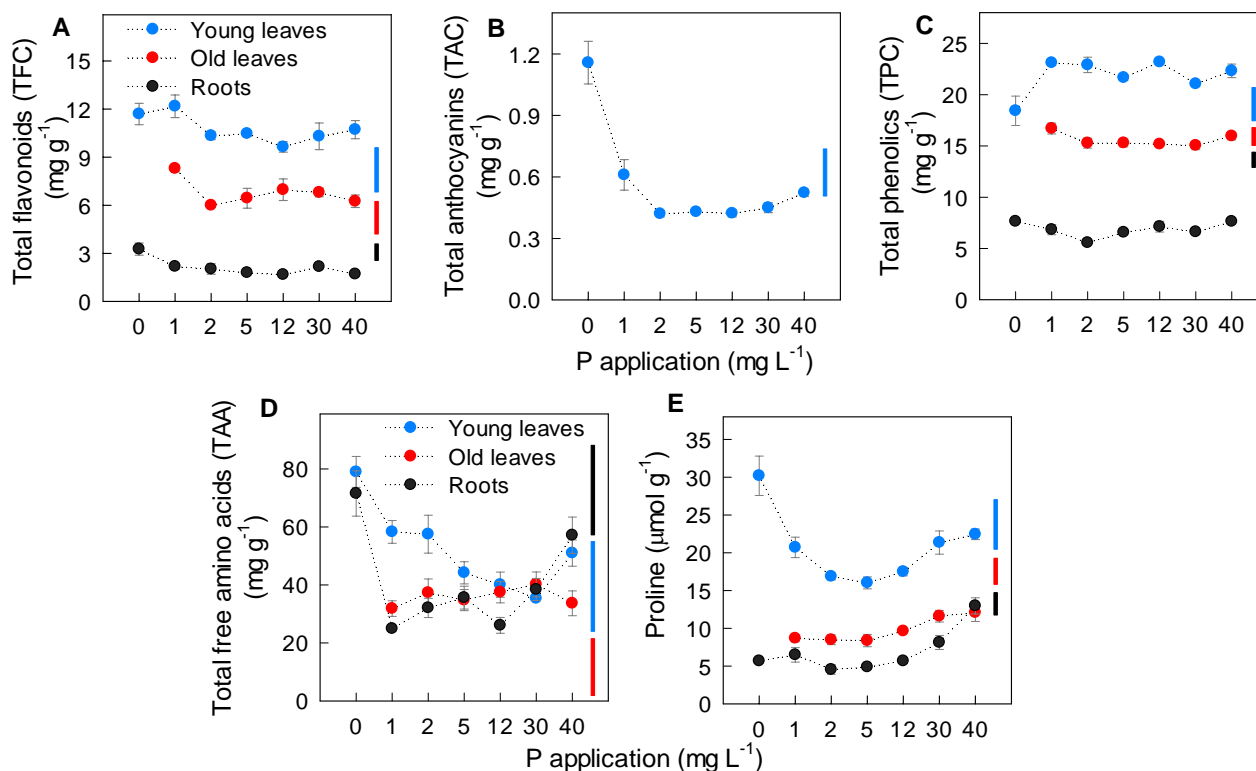 A
Total flavonoids (TFC)
(mg g⁻¹)
Young leaves
Old leaves
Roots
15
12
9
6
3
0
0 1 2 5 12 30 40
B
Total anthocyanins (TAC)
(mg g⁻¹)
1.2
0.9
0.6
0.3
0.0
0 1 2 5 12 30 40
P application (mg L⁻¹)
C
Total phenolics (TPC)
(mg g⁻¹)
25
20
15
10
5
0
0 1 2 5 12 30 40
D
Total free amino acids (TAA)
(mg g⁻¹)
Young leaves
Old leaves
Roots
80
60
40
20
0
0 1 2 5 12 30 40
E
Proline (μmol g⁻¹)
35
30
25
20
15
10
5
0
0 1 2 5 12 30 40
P application (mg L⁻¹)